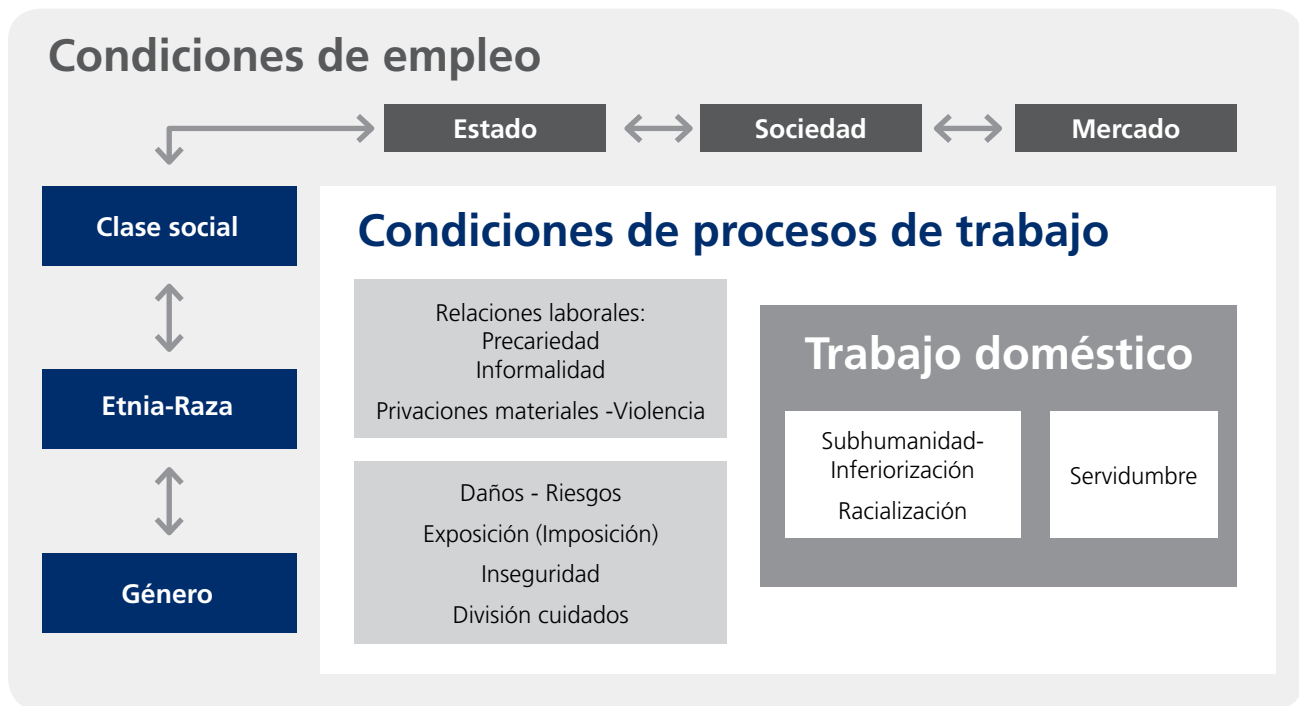 Condiciones de empleo
Estado
Sociedad
Mercado
Clase social
Etnia-Raza
Género
Condiciones de procesos de trabajo
Relaciones laborales:
Precariedad
Informalidad
Privaciones materiales -Violencia
Daños - Riesgos
Exposición (Imposición)
Inseguridad
División cuidados
Trabajo doméstico
Subhumanidad-
Inferiorización
Racialización
Servidumbre